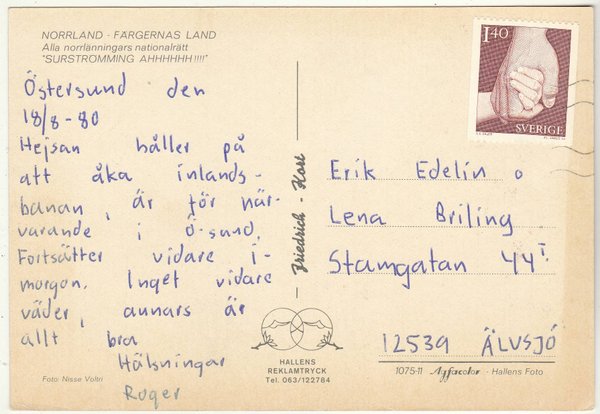 NORRLAND - FÄRGERNAS LAND
Alla norrlänningars nationalrätt
"SURSTRÖMMING AHHHHHH!!!!"
Östersund den
18/8-80
Hejsan håller på
att åka inlands-
banan, är för när-
varande i Ö-sund.
Fortsätter vidare i-
morgon. Inget vidare
väder, annars är
allt bra
Hälsningar
Roger
Foto: Nisse Voltri
Friedrich-Kort
HALLENS
REKLAMTRYCK
Tel. 063/122784
1.40
SVERIGE
Erik Edelin o
Lena Briling
Stamgatan 44 T.
12539 ÄLVSJÖ
1075-11 Agfacolor - Hallens Foto